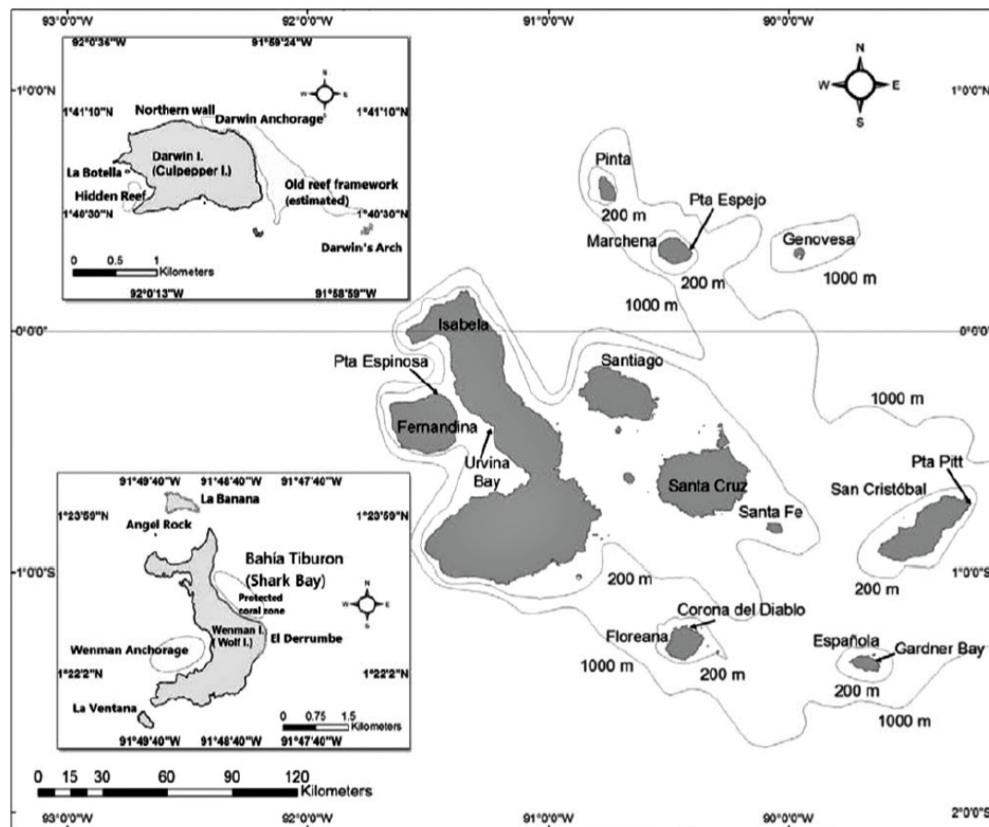 93°0'0"W 92°0'0"W 91°0'0"W 90°0'0"W
92°0'36"W 91°59'24"W
N
W E
S
1°41'10" 1°41'10"N
Northern wall
Darwin Anchorage
La Botella
Darwin I.
(Culpepper I.)
Hidden Reef
Old reef framework
(estimated)
1°40'30" 1°40'30"
Darwin's Arch
0 0.5 1
Kilometers
92°0'13"W 91°58'59"W
N
W E
S
1°0'0"N 1°0'0"N
Pinta
200 m
Pta Espejo
Marchena
200 m
1000 m
Genovesa
1000 m
0°0'0" 0°0'0"
Isabela
Pta Espinosa
Fernandina
Urvina
Bay
Santiago
1000 m
Santa Cruz
Santa Fe
Pta Pitt
San Cristóbal
200 m
1°0'0"S 1°0'0"S
200 m
Corona del Diablo
Floreana
1000 m
200 m
Española
Gardner Bay
200 m
1000 m
91°49'40"W 91°48'40"W 91°47'40"W
La Banana
1°23'59"N 1°23'59"N
Angel Rock
Bahía Tiburon
(Shark Bay)
Protected
coral zone
N
W E
S
Wenman I.
(Wolf I.)
El Derrumbe
Wenman Anchorage
1°22'2"N 1°22'2"N
La Ventana
0 0.75 1.5
Kilometers
91°49'40"W 91°48'40"W 91°47'40"W
0 15 30 60 90 120
Kilometers
2°0'0"S
93°0'0"W 92°0'0"W 91°0'0"W 90°0'0"W